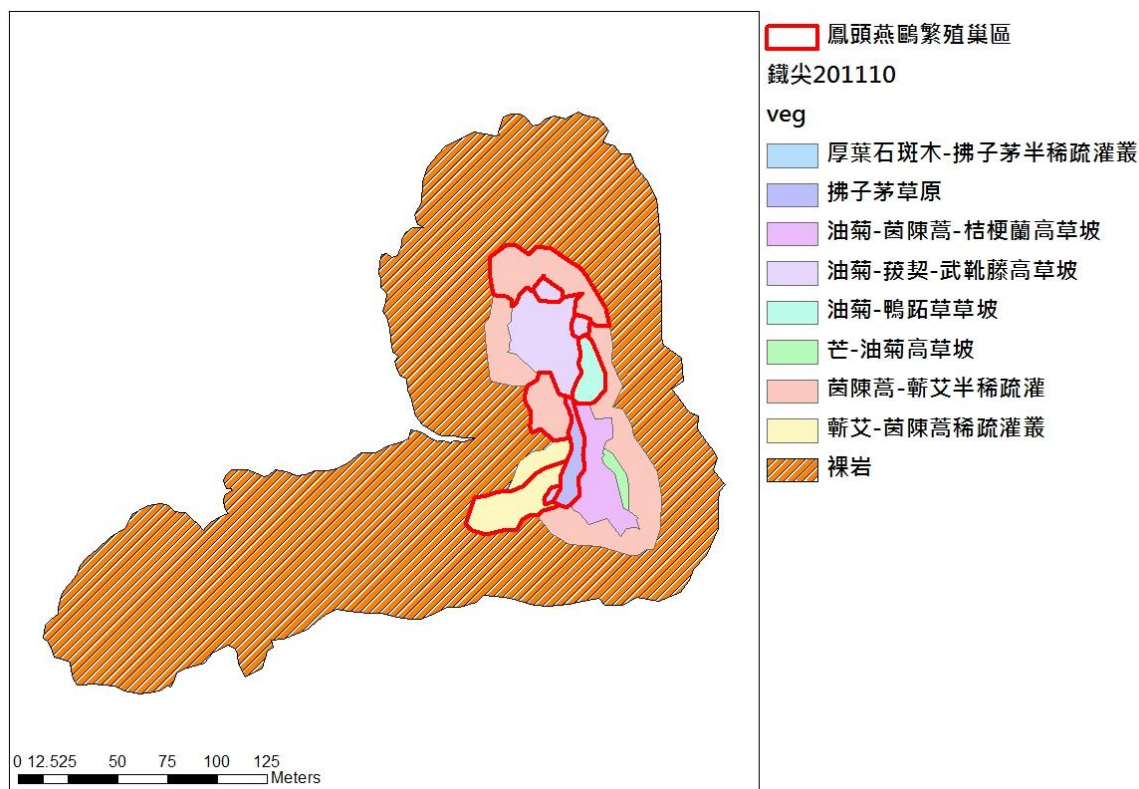 鳳頭燕鷗繁殖巢區
鐵尖201110
veg
厚葉石斑木-拂子茅半稀疏灌叢
拂子茅草原
油菊-茵陳蒿-桔梗蘭高草坡
油菊-菝契-武靴藤高草坡
油菊-鴨跖草草坡
芒-油菊高草坡
茵陳蒿-蘄艾半稀疏灌
蘄艾-茵陳蒿稀疏灌叢
裸岩
0 12.525 50 75 100 125
Meters